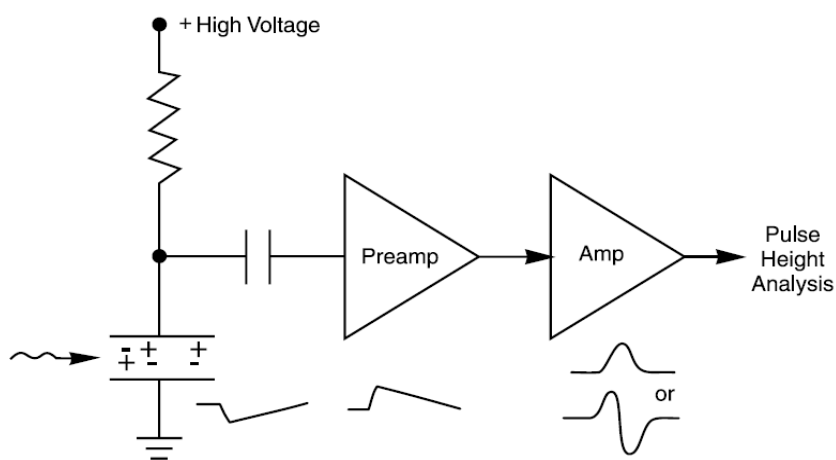 + High Voltage
Preamp
Amp
Pulse
Height
Analysis
- + +
+ - -
or